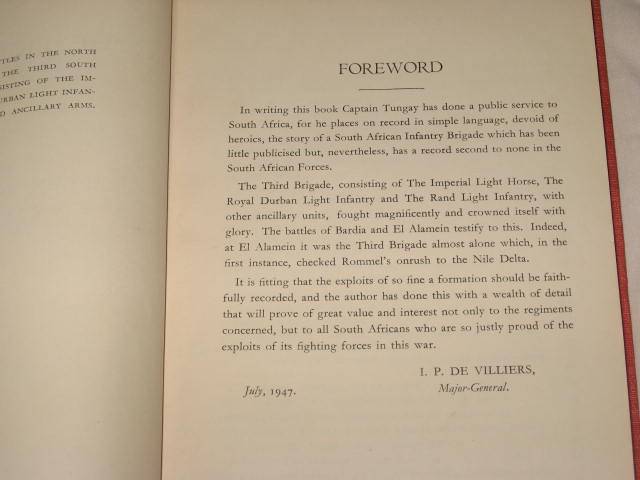 TTLES IN THE NORTH
THE THIRD SOUTH
SISTING OF THE IM-
URBAN LIGHT INFAN-
D ANCILLARY ARMS.
FOREWORD
In writing this book Captain Tungay has done a public service to
South Africa, for he places on record in simple language, devoid of
heroics, the story of a South African Infantry Brigade which has been
little publicised but, nevertheless, has a record second to none in the
South African Forces.
The Third Brigade, consisting of The Imperial Light Horse, The
Royal Durban Light Infantry and The Rand Light Infantry, with
other ancillary units, fought magnificently and crowned itself with
glory. The battles of Bardia and El Alamein testify to this. Indeed,
at El Alamein it was the Third Brigade almost alone which, in the
first instance, checked Rommel's onrush to the Nile Delta.
It is fitting that the exploits of so fine a formation should be faith-
fully recorded, and the author has done this with a wealth of detail
that will prove of great value and interest not only to the regiments
concerned, but to all South Africans who are so justly proud of the
exploits of its fighting forces in this war.
I. P. DE VILLIERS,
July, 1947. Major-General.